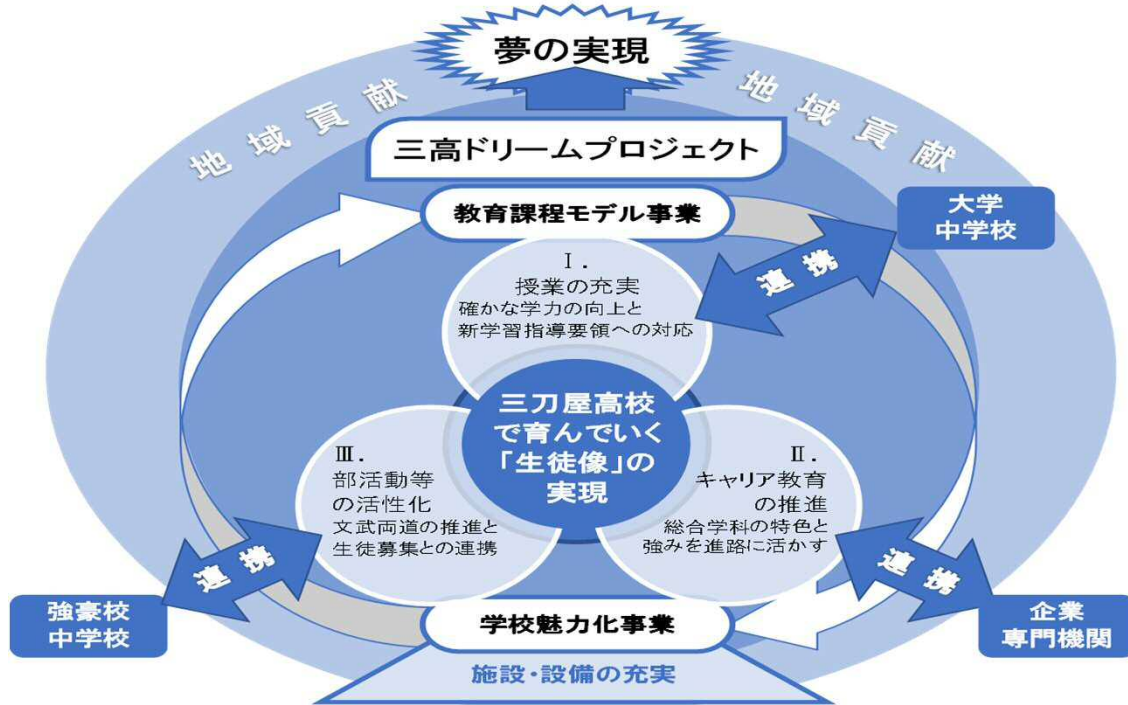 夢の実現
地域貢献
地域貢献
三高ドリームプロジェクト
教育課程モデル事業
大学
中学校
連携
Ⅰ．
授業の充実
確かな学力の向上と
新学習指導要領への対応
三刀屋高校
で育んでいく
「生徒像」の
実現
Ⅲ．
部活動等
の活性化
文武両道の推進と
生徒募集との連携
Ⅱ．
キャリア教育
の推進
総合学科の特色と
強みを進路に活かす
連携
連携
強豪校
中学校
学校魅力化事業
企業
専門機関
施設・設備の充実